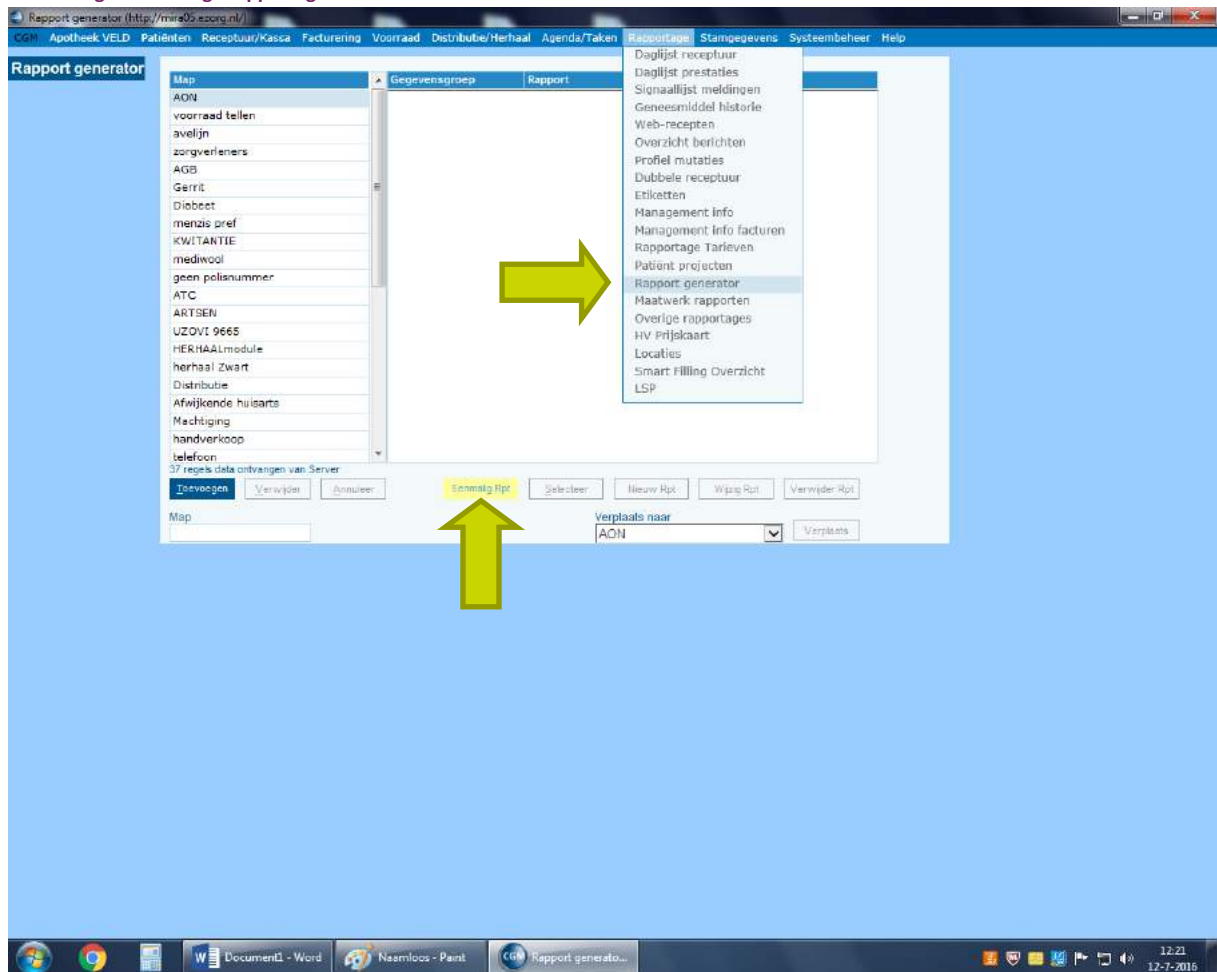 Rapport generator (http://mira05.ezorg.nl/)
CGM Apotheek VELD Patiënten Receptuur/Kassa Facturering Voorraad Distributie/Herhaal Agenda/Taken Rapportage Stamgegevens Systeembeheer Help
Rapport generator
Map Gegevensgroep Rapport
AON
voorraad tellen
avelijn
zorgverleners
AGB
Gerrit
Diabeet
menzis pref
KWITANTIE
mediwool
geen polisnummer
ATC
ARTSEN
UZOVI 9665
HERHAALmodule
herhaal Zwart
Distributie
Afwijkende huisarts
Machtiging
handverkoop
telefoon
Daglijst receptuur
Daglijst prestaties
Signaallijst meldingen
Geneesmiddel historie
Web-recepten
Overzicht berichten
Profiel mutaties
Dubbele receptuur
Etiketten
Management info
Management info facturen
Rapportage Tarieven
Patiënt projecten
Rapport generator
Maatwerk rapporten
Overige rapportages
HV Prijskaart
Locaties
Smart Filling Overzicht
LSP
37 regels data ontvangen van Server
Toevoegen Verwijder Annuleer Eenmalig Rpt Selecteer Nieuw Rpt Wijzig Rpt Verwijder Rpt
Map Verplaats naar
AON Verplaats
Document1 - Word Naamloos - Paint CGM Rapport generato...
12:21
12-7-2016